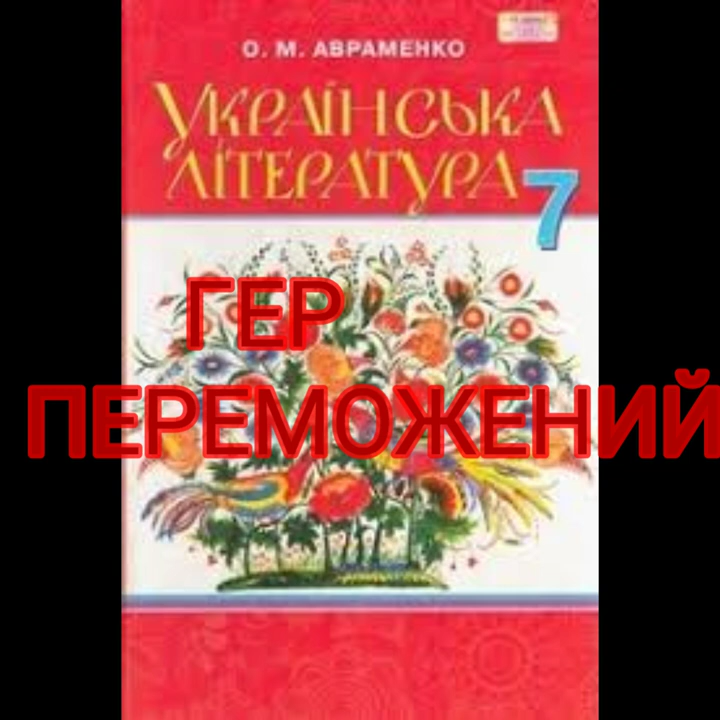 О. М. АВРАМЕНКО
УКРАЇНСЬКА
ЛІТЕРАТУРА
7
ГЕР
ПЕРЕМОЖЕНИЙ